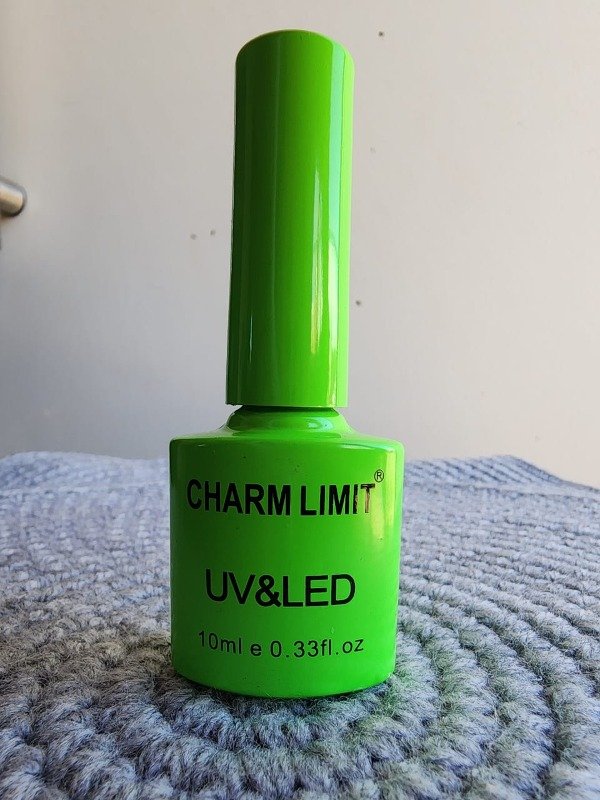 CHARM LIMIT®
UV&LED
10ml e 0.33fl.oz